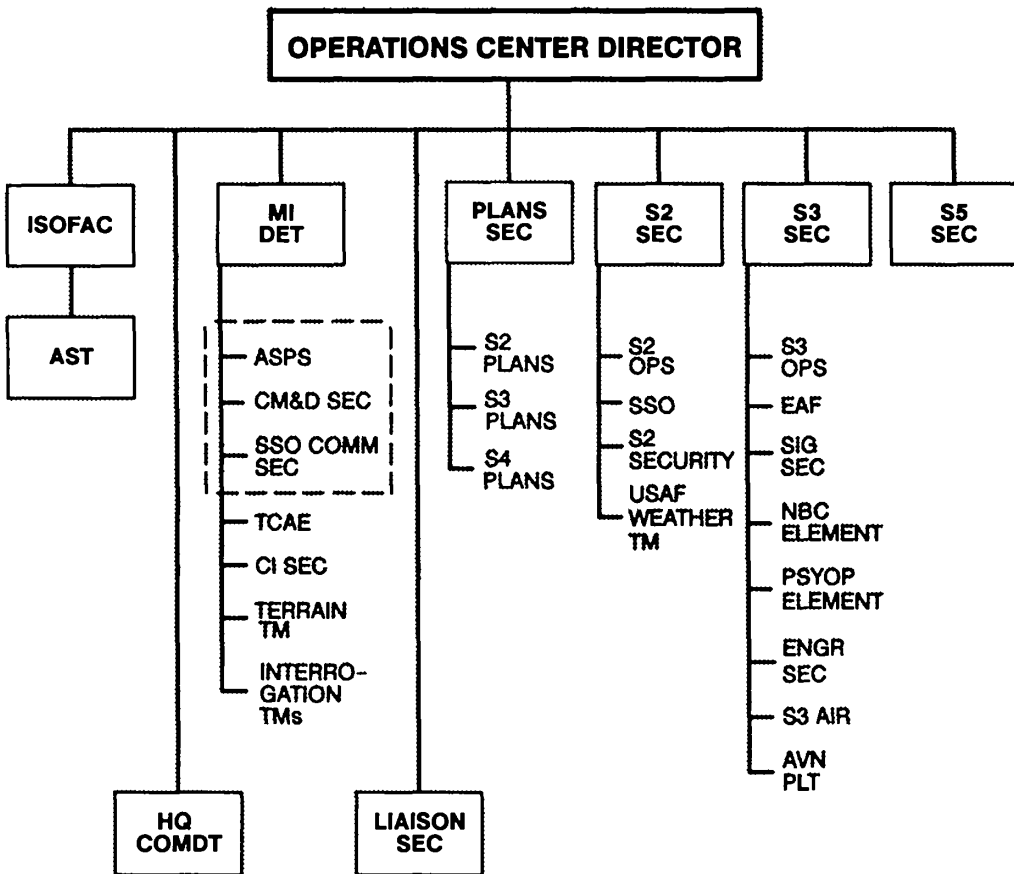 OPERATIONS CENTER DIRECTOR
ISOFAC
AST
MI
DET
ASPS
CM&D SEC
SSO COMM
SEC
TCAE
CI SEC
TERRAIN
TM
INTERRO-
GATION
TMs
PLANS
SEC
S2
PLANS
S3
PLANS
S4
PLANS
S2
SEC
S2
OPS
SSO
S2
SECURITY
USAF
WEATHER
TM
S3
SEC
S3
OPS
EAF
SIG
SEC
NBC
ELEMENT
PSYOP
ELEMENT
ENGR
SEC
S3 AIR
AVN
PLT
S5
SEC
HQ
COMDT
LIAISON
SEC